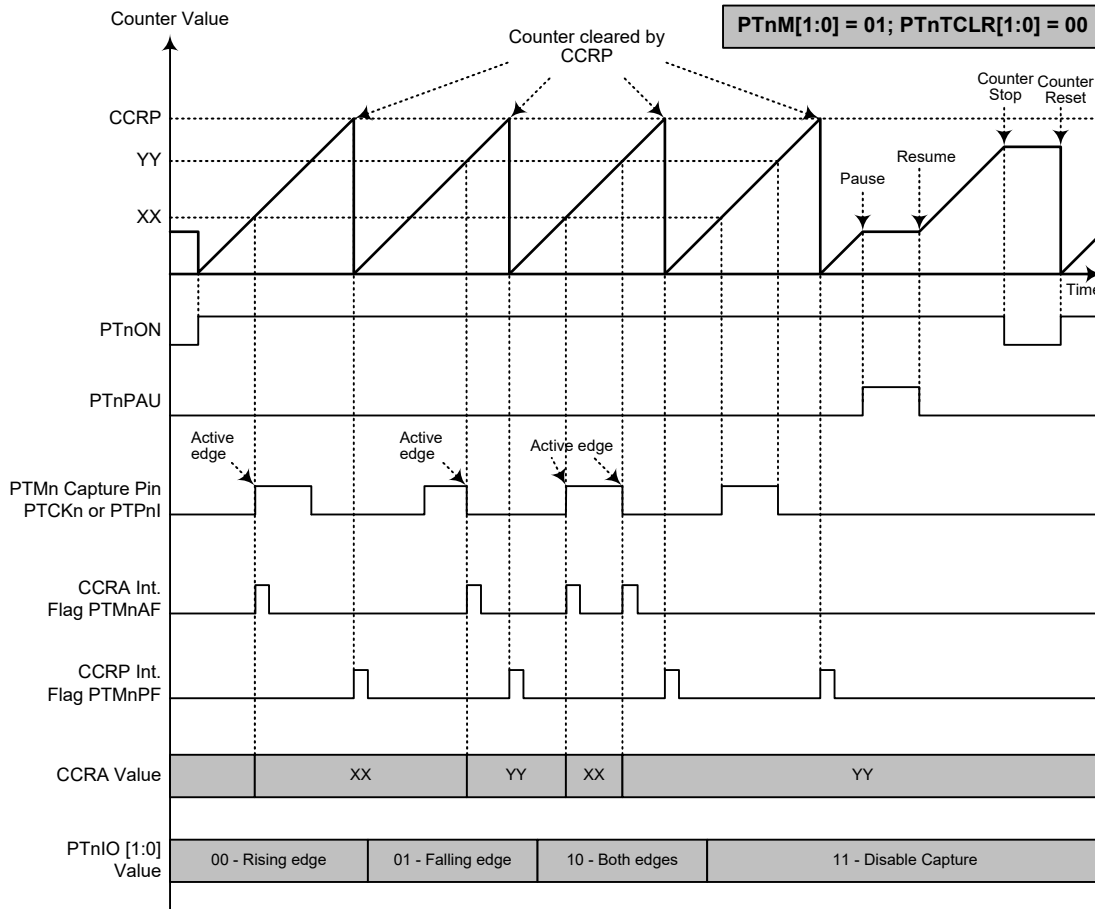 Counter Value
PTnM[1:0] = 01; PTnTCLR[1:0] = 00
Counter cleared by
CCRP
Counter
Stop
Counter
Reset
CCRP
YY
Resume
Pause
XX
Time
PTnON
PTnPAU
Active
edge
Active
edge
Active edge
PTMn Capture Pin
PTCKn or PTPnI
CCRA Int.
Flag PTMnAF
CCRP Int.
Flag PTMnPF
CCRA Value
XX
YY
XX
YY
PTnIO [1:0]
Value
00 - Rising edge
01 - Falling edge
10 - Both edges
11 - Disable Capture